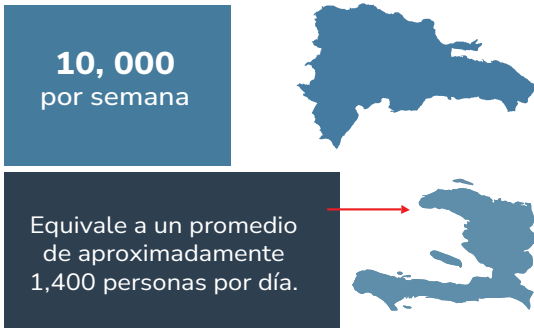 10, 000
por semana
Equivale a un promedio
de aproximadamente
1,400 personas por día.